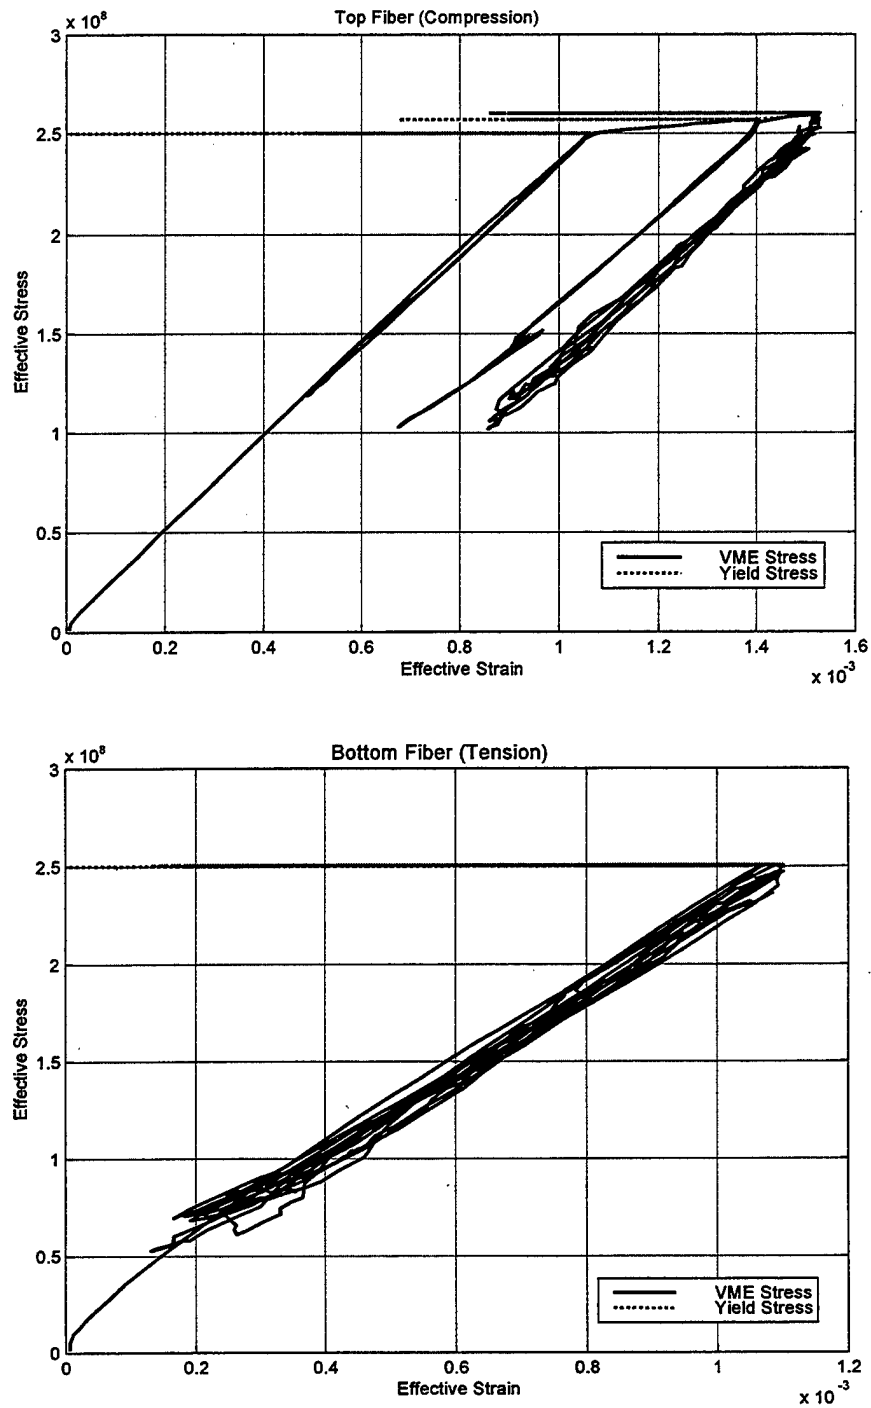 Top Fiber (Compression)
x 10^8
3
2.5
2
1.5
1
0.5
0
Effective Stress
VME Stress
Yield Stress
0 0.2 0.4 0.6 0.8 1 1.2 1.4 1.6
Effective Strain
x 10^-3
Bottom Fiber (Tension)
x 10^8
3
2.5
2
1.5
1
0.5
0
Effective Stress
VME Stress
Yield Stress
0 0.2 0.4 0.6 0.8 1 1.2
Effective Strain
x 10^-3